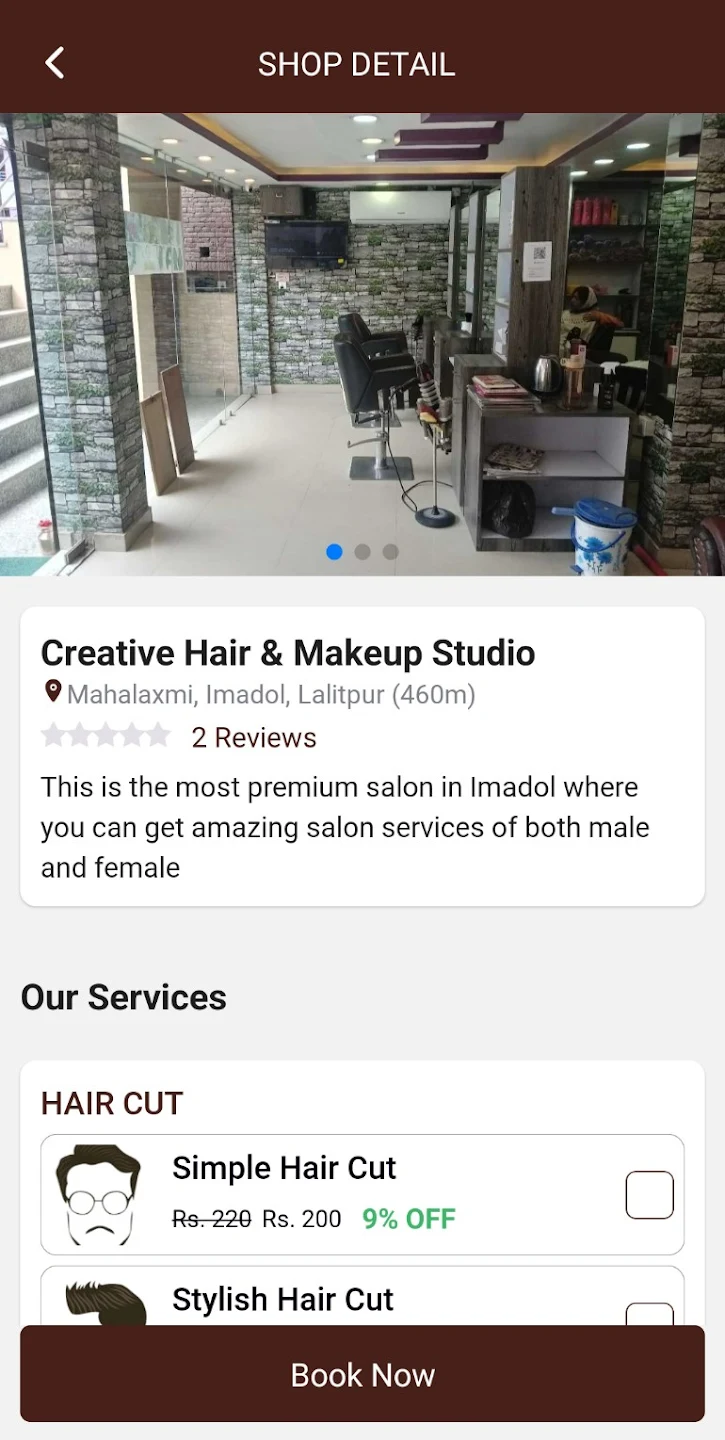 SHOP DETAIL
Creative Hair & Makeup Studio
Mahalaxmi, Imadol, Lalitpur (460m)
2 Reviews
This is the most premium salon in Imadol where
you can get amazing salon services of both male
and female
Our Services
HAIR CUT
Simple Hair Cut
Rs. 220 Rs. 200 9% OFF
Stylish Hair Cut
Book Now